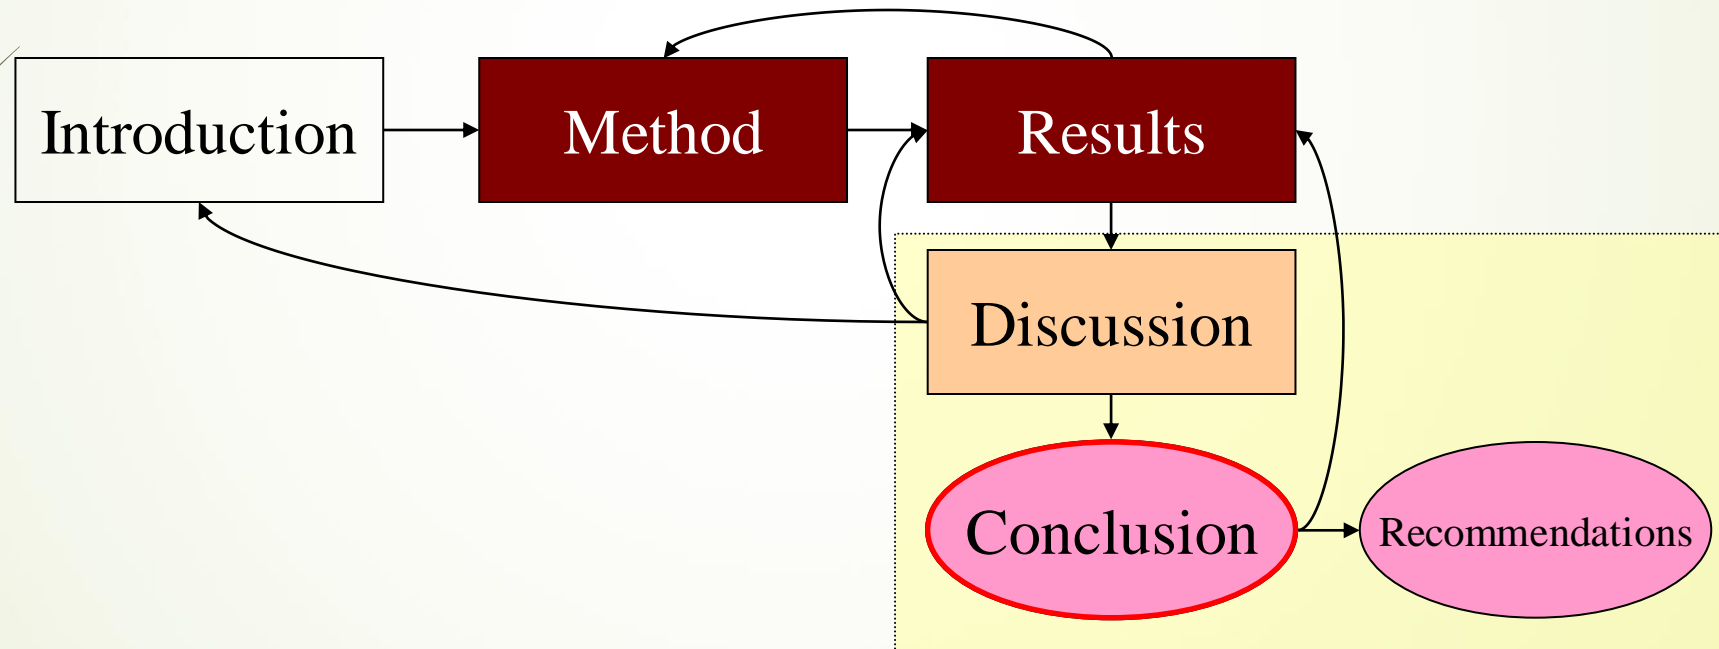 Introduction
Method
Results
Discussion
Conclusion
Recommendations